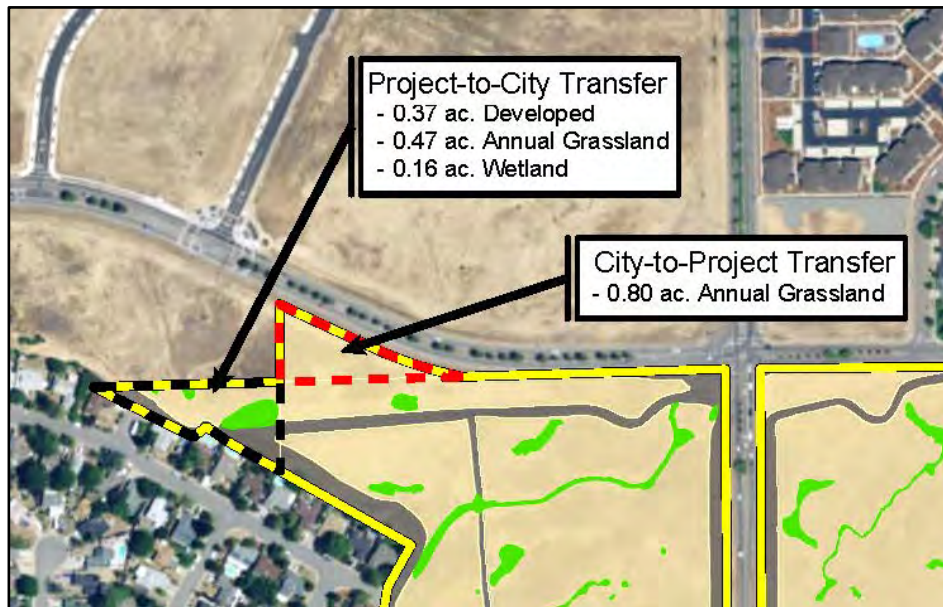 Project-to-City Transfer
- 0.37 ac. Developed
- 0.47 ac. Annual Grassland
- 0.16 ac. Wetland
City-to-Project Transfer
- 0.80 ac. Annual Grassland